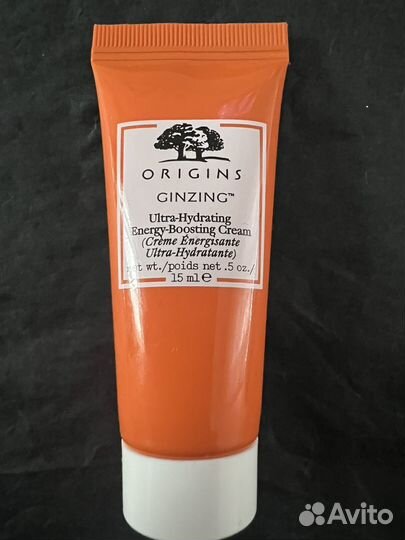 ORIGINS
GINZING™
Ultra-Hydrating
Energy-Boosting Cream
(Crème Énergisante
Ultra-Hydratante)
net wt./poids net .5 oz./
15 ml ℮
Avito